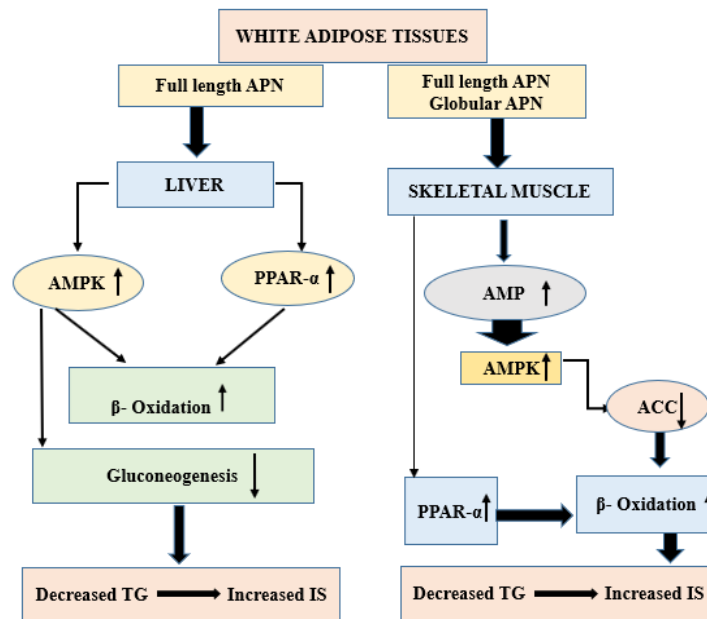 WHITE ADIPOSE TISSUES
Full length APN
Full length APN
Globular APN
LIVER
SKELETAL MUSCLE
AMPK
PPAR-α
AMP
AMPK
ACC
β- Oxidation
Gluconeogenesis
PPAR-α
β- Oxidation
Decreased TG
Increased IS
Decreased TG
Increased IS